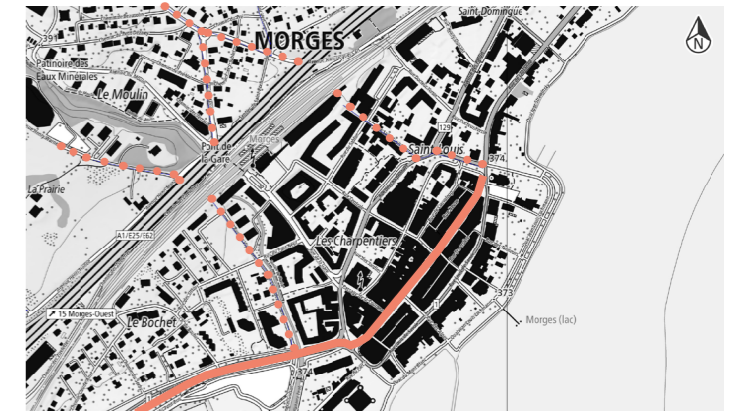 Saint-Dominique
MORGES
391
Patinoire des
Eaux Minérales
Le Moulin
129
Morges
Pont de
la Gare
Saint-Louis
374
La Prairie
A1/E25/E62
Les Charpentiers
373
1
15 Morges-Ouest
Le Bochet
Morges (lac)
374
N